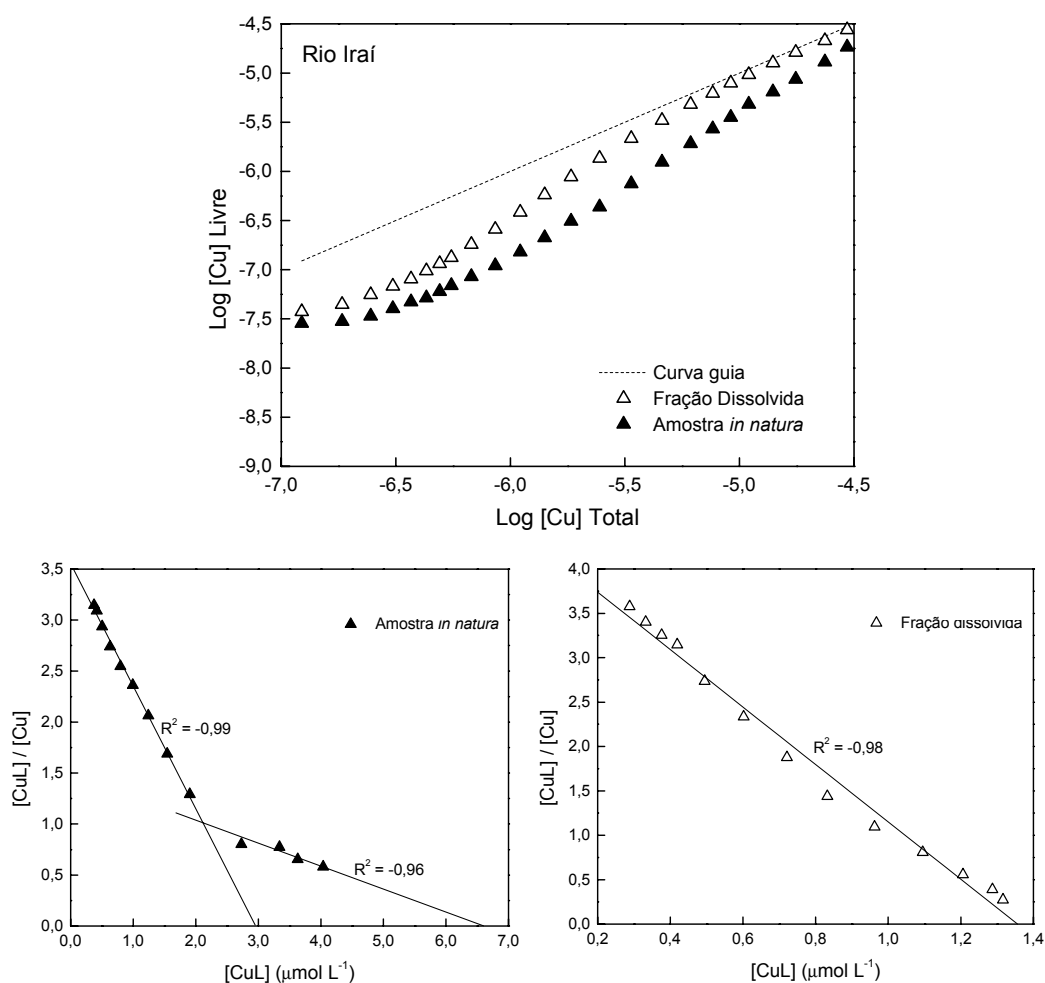 Rio Iraí
-4,5
-5,0
-5,5
-6,0
-6,5
-7,0
-7,5
-8,0
-8,5
-9,0
Log [Cu] Livre
Curva guia
Fração Dissolvida
Amostra in natura
-7,0 -6,5 -6,0 -5,5 -5,0 -4,5
Log [Cu] Total
3,5
3,0
2,5
2,0
1,5
1,0
0,5
0,0
[CuL] / [Cu]
Amostra in natura
R² = -0,99
R² = -0,96
0,0 1,0 2,0 3,0 4,0 5,0 6,0 7,0
[CuL] (μmol L⁻¹)
4,0
3,5
3,0
2,5
2,0
1,5
1,0
0,5
0,0
[CuL] / [Cu]
Fração dissolvida
R² = -0,98
0,2 0,4 0,6 0,8 1,0 1,2 1,4
[CuL] (μmol L⁻¹)